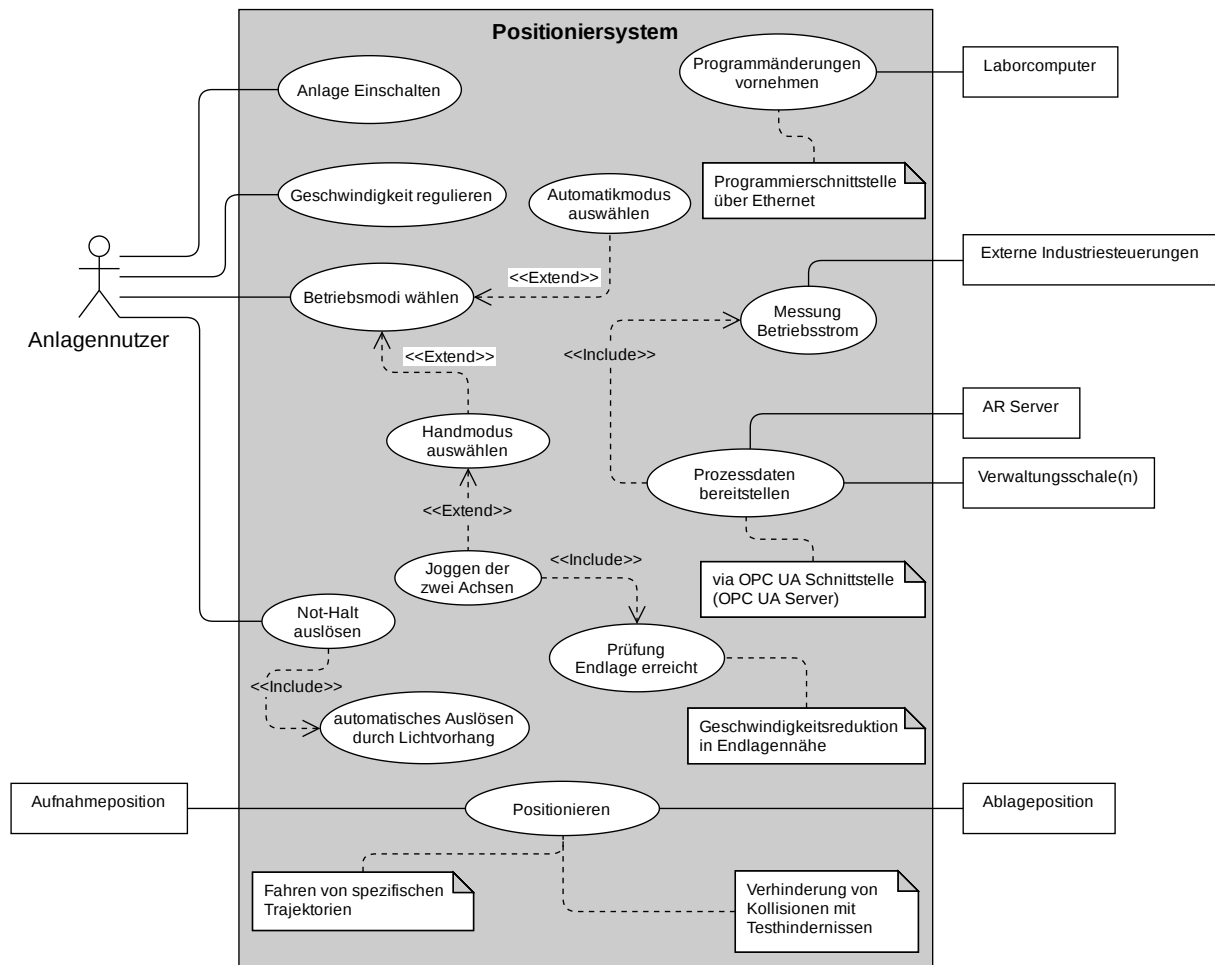 Positioniersystem
Programmänderungen
vornehmen
Laborcomputer
Anlage Einschalten
Programmierschnittstelle
über Ethernet
Geschwindigkeit regulieren
Automatikmodus
auswählen
Externe Industriesteuerungen
<<Extend>>
Betriebsmodi wählen
Messung
Betriebsstrom
Anlagennutzer
<<Extend>>
<<Include>>
AR Server
Handmodus
auswählen
Prozessdaten
bereitstellen
Verwaltungsschale(n)
<<Extend>>
<<Include>>
Joggen der
zwei Achsen
via OPC UA Schnittstelle
(OPC UA Server)
Not-Halt
auslösen
Prüfung
Endlage erreicht
<<Include>>
automatisches Auslösen
durch Lichtvorhang
Geschwindigkeitsreduktion
in Endlagennähe
Aufnahmeposition
Positionieren
Ablageposition
Fahren von spezifischen
Trajektorien
Verhinderung von
Kollisionen mit
Testhindernissen